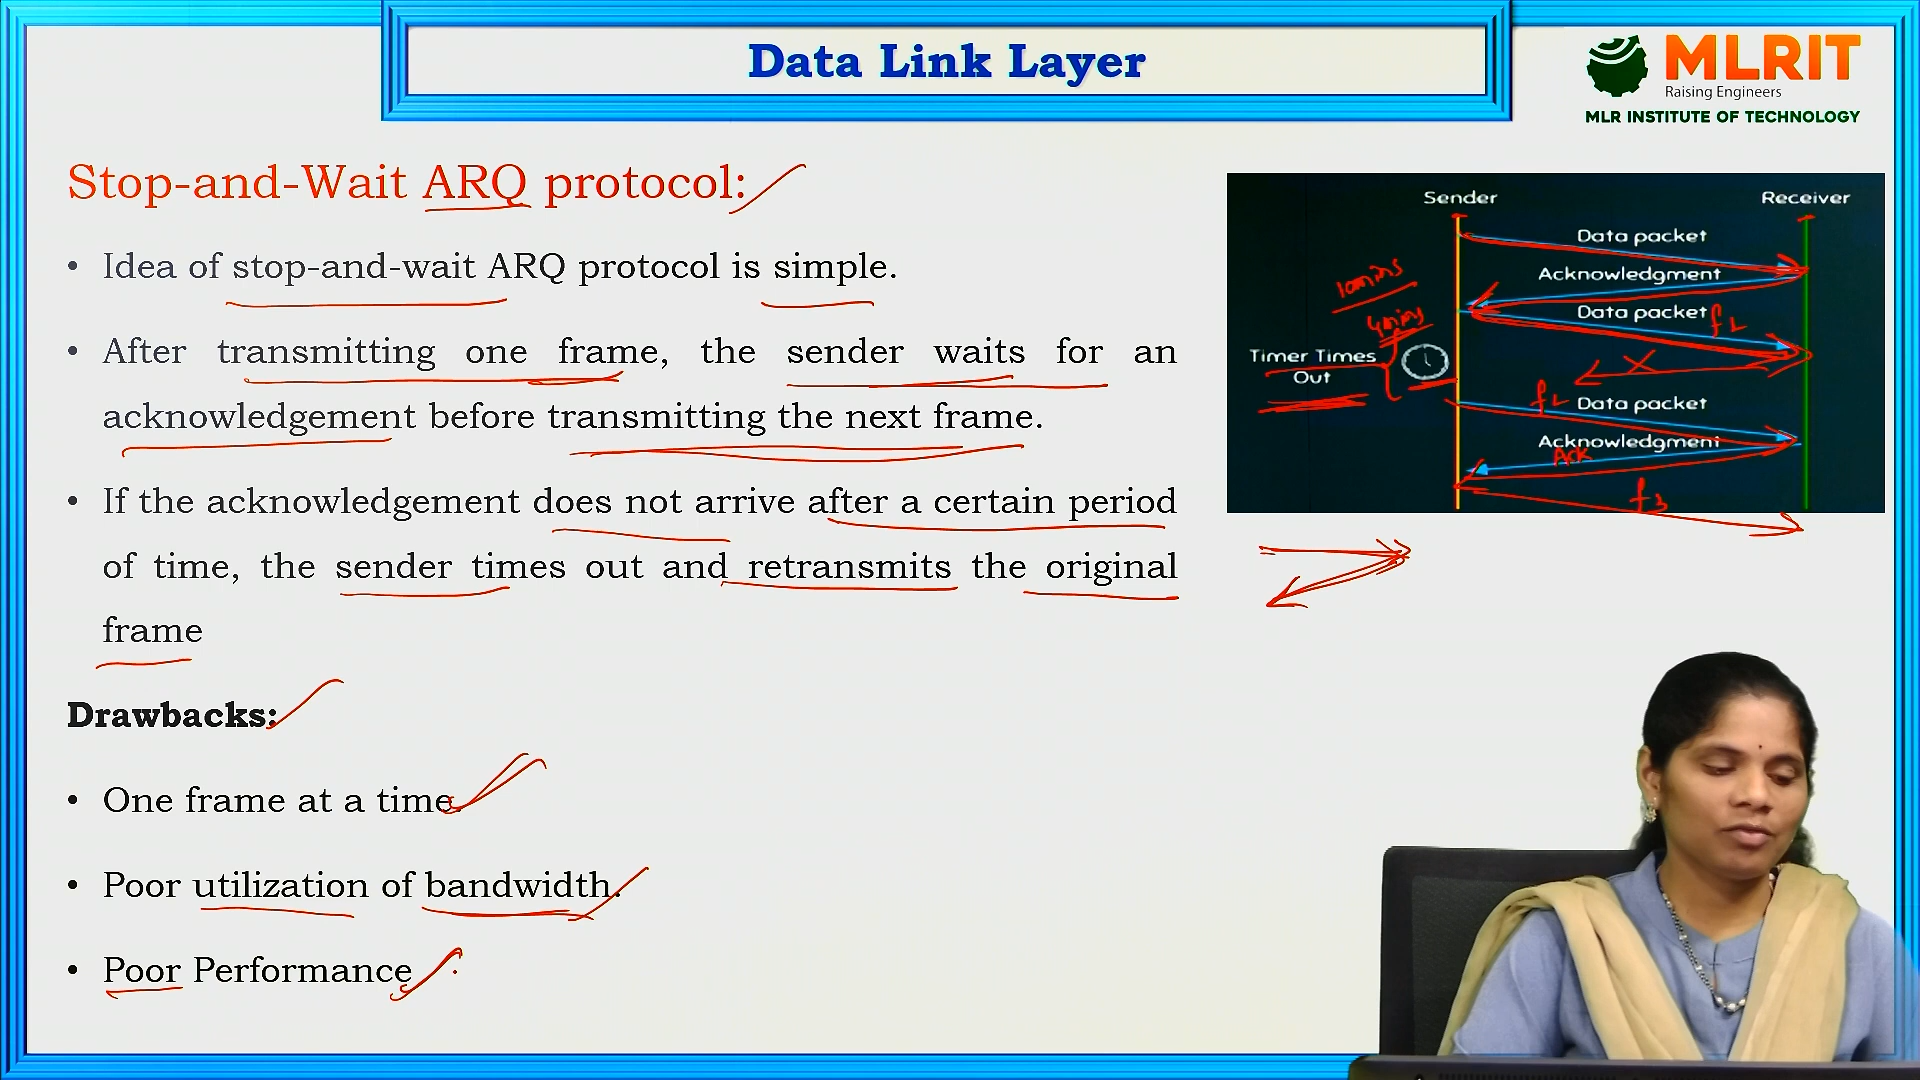 Data Link Layer
MLRIT
Raising Engineers
MLR INSTITUTE OF TECHNOLOGY
Stop-and-Wait ARQ protocol:
• Idea of stop-and-wait ARQ protocol is simple.
• After transmitting one frame, the sender waits for an
acknowledgement before transmitting the next frame.
• If the acknowledgement does not arrive after a certain period
of time, the sender times out and retransmits the original
frame
Drawbacks:
• One frame at a time.
• Poor utilization of bandwidth.
• Poor Performance
Sender Receiver
Data packet
Acknowledgment
Data packet
f2
Timer Times
Out
f2
Data packet
Acknowledgment
Ack
f3